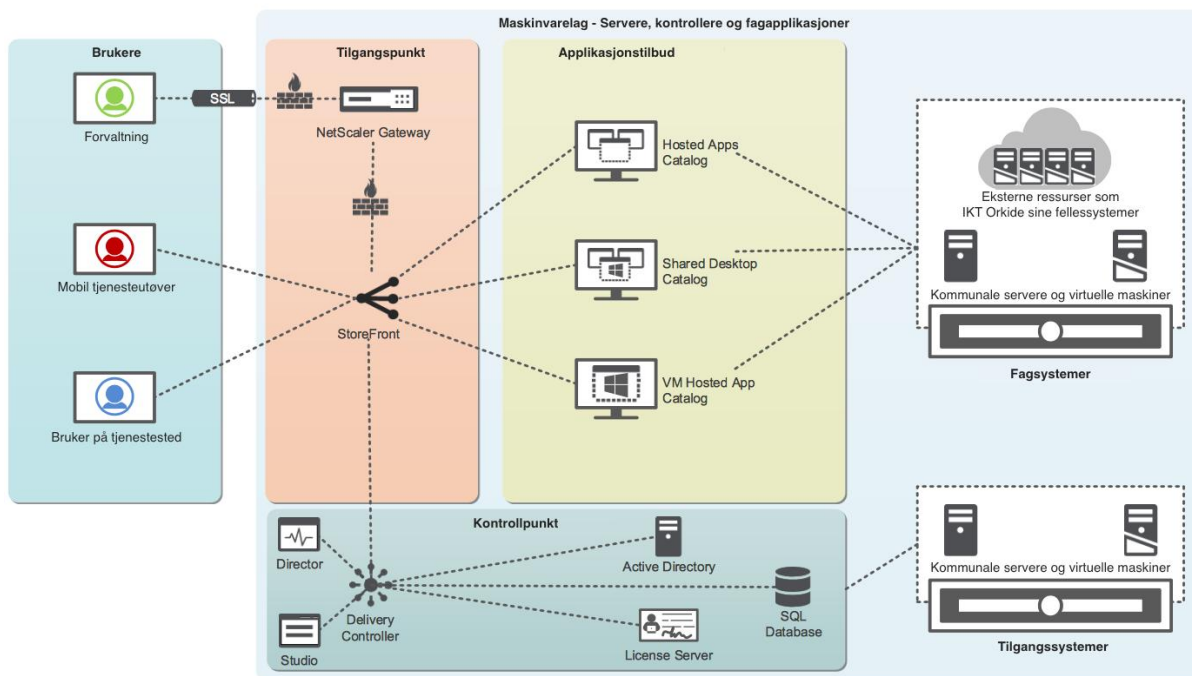 Maskinvarelag - Servere, kontrollere og fagapplikasjoner
Brukere
Forvaltning
Mobil tjenesteutøver
Bruker på tjenestested
SSL
Tilgangspunkt
NetScaler Gateway
StoreFront
Applikasjonstilbud
Hosted Apps
Catalog
Shared Desktop
Catalog
VM Hosted App
Catalog
Eksterne ressurser som
IKT Orkide sine fellessystemer
Kommunale servere og virtuelle maskiner
Fagsystemer
Kontrollpunkt
Director
Studio
Delivery
Controller
Active Directory
License Server
SQL
Database
Kommunale servere og virtuelle maskiner
Tilgangssystemer